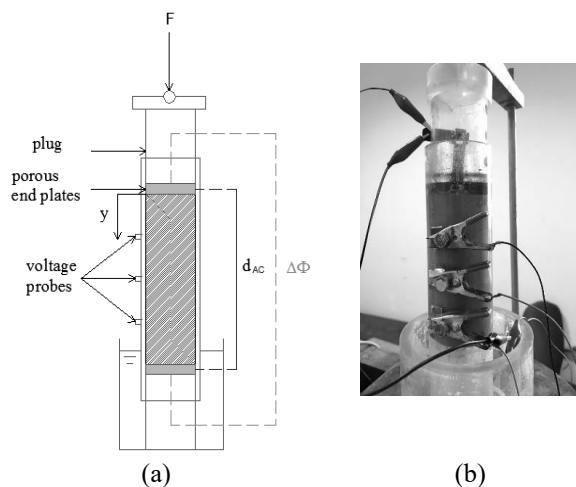 F
plug
porous
end plates
y
voltage
probes
d_AC
ΔΦ
(a)
(b)